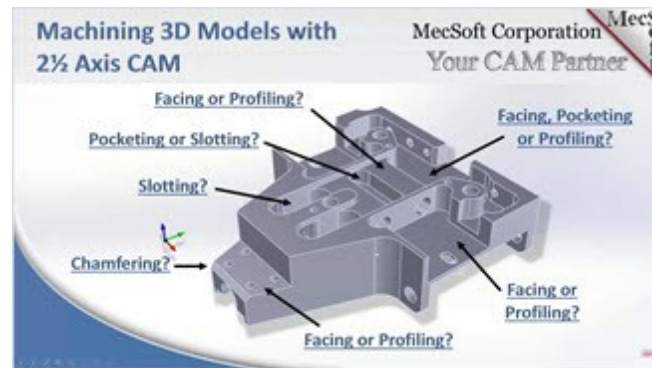 Machining 3D Models with
2½ Axis CAM
MecSoft Corporation
Your CAM Partner
Facing or Profiling?
Pocketing or Slotting?
Slotting?
Chamfering?
Facing or Profiling?
Facing, Pocketing
or Profiling?
Facing or
Profiling?